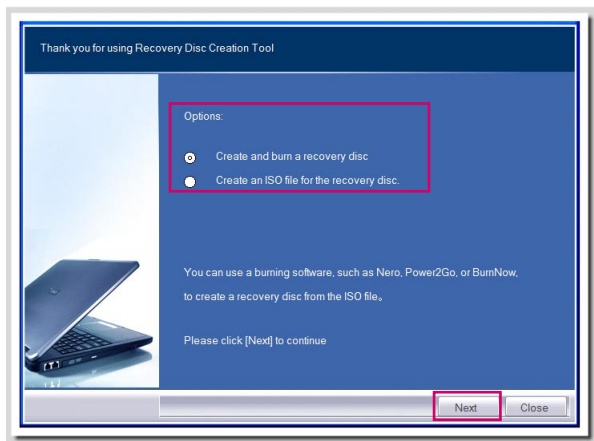 Thank you for using Recovery Disc Creation Tool
Options:
Create and burn a recovery disc
Create an ISO file for the recovery disc.
You can use a burning software, such as Nero, Power2Go, or BurnNow,
to create a recovery disc from the ISO file。
Please click [Next] to continue
Next
Close